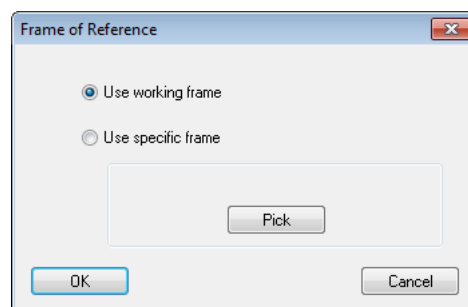 Frame of Reference
Use working frame
Use specific frame
Pick
OK
Cancel